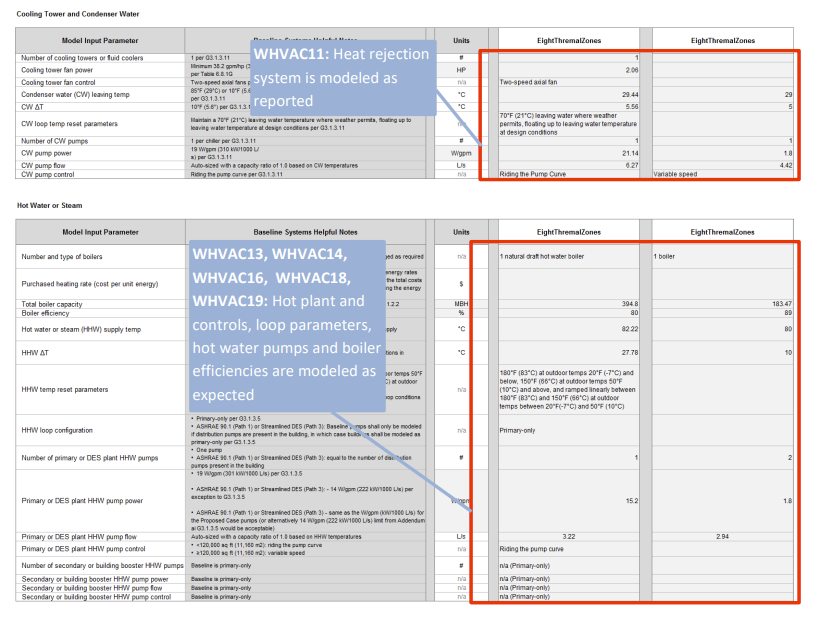 Cooling Tower and Condenser Water
Model Input Parameter Baseline Systems Helpful Notes Units EightThremalZones EightThremalZones
Number of cooling towers or fluid coolers 1 per G3.1.3.11 # 1
Cooling tower fan power Minimum 38.2 gpm/hp (3
per Table 6.8.1G HP 2.06
Cooling tower fan control Two-speed axial fans p n/a Two-speed axial fan
Condenser water (CW) leaving temp 85°F (29°C) or 10°F (5.6
per G3.1.3.11 °C 29.44 29
CW ΔT 10°F (5.6°) per G3.1.3.1 °C 5.56 5
CW loop temp reset parameters Maintain a 70°F (21°C) leaving water temperature where weather permits, floating up to
leaving water temperature at design conditions per G3.1.3.11 n/a 70°F (21°C) leaving water where weather
permits, floating up to leaving water temperature
at design conditions
Number of CW pumps 1 per chiller per G3.1.3.11 # 1 1
CW pump power 19 W/gpm (310 kW/1000 L/
s) per G3.1.3.11 W/gpm 21.14 1.8
CW pump flow Auto-sized with a capacity ratio of 1.0 based on CW temperatures L/s 6.27 4.42
CW pump control Riding the pump curve per G3.1.3.11 n/a Riding the Pump Curve Variable speed
WHVAC11: Heat rejection
system is modeled as
reported
Hot Water or Steam
Model Input Parameter Baseline Systems Helpful Notes Units EightThremalZones EightThremalZones
Number and type of boilers ed as required n/a 1 natural draft hot water boiler 1 boiler
Purchased heating rate (cost per unit energy) energy rates
the total costs
ng the energy $
Total boiler capacity 1.2.2 MBH 394.8 183.47
Boiler efficiency % 80 89
Hot water or steam (HHW) supply temp pply °C 82.22 80
HHW ΔT tions in °C 27.78 10
HHW temp reset parameters or temps 50°F
C) at outdoor
op conditions n/a 180°F (83°C) at outdoor temps 20°F (-7°C) and
below, 150°F (66°C) at outdoor temps 50°F
(10°C) and above, and ramped linearly between
180°F (83°C) and 150°F (66°C) at outdoor
temps between 20°F(-7°C) and 50°F (10°C)
WHVAC13, WHVAC14,
WHVAC16, WHVAC18,
WHVAC19: Hot plant and
controls, loop parameters,
hot water pumps and boiler
efficiencies are modeled as
expected
HHW loop configuration • Primary-only per G3.1.3.5
• ASHRAE 90.1 (Path 1) or Streamlined DES (Path 3): Baseline pumps shall only be modeled
if distribution pumps are present in the building, in which case buildings shall be modeled as
primary-only per G3.1.3.5 n/a Primary-only
Number of primary or DES plant HHW pumps • One pump
• ASHRAE 90.1 (Path 1) or Streamlined DES (Path 3): equal to the number of distribution
pumps present in the building # 1 2
Primary or DES plant HHW pump power • 19 W/gpm (301 kW/1000 L/s) per G3.1.3.5
• ASHRAE 90.1 (Path 1) or Streamlined DES (Path 3): - 14 W/gpm (222 kW/1000 L/s) per
exception to G3.1.3.5
• ASHRAE 90.1 (Path 1) or Streamlined DES (Path 3) - same as the W/gpm (kW/1000 L/s) for
the Proposed Case pumps (or alternatively 14 W/gpm (222 kW/1000 L/s) limit from Addendum
ai G3.1.3.5 would be acceptable) W/gpm 15.2 1.8
Primary or DES plant HHW pump flow Auto-sized with a capacity ratio of 1.0 based on HHW temperatures L/s 3.22 2.94
Primary or DES plant HHW pump control • <120,000 sq ft (11,160 m2): riding the pump curve
• ≥120,000 sq ft (11,160 m2): variable speed n/a Riding the pump curve
Number of secondary or building booster HHW pumps Baseline is primary-only # n/a (Primary-only)
Secondary or building booster HHW pump power Baseline is primary-only n/a n/a (Primary-only)
Secondary or building booster HHW pump flow Baseline is primary-only n/a n/a (Primary-only)
Secondary or building booster HHW pump control Baseline is primary-only n/a n/a (Primary-only)